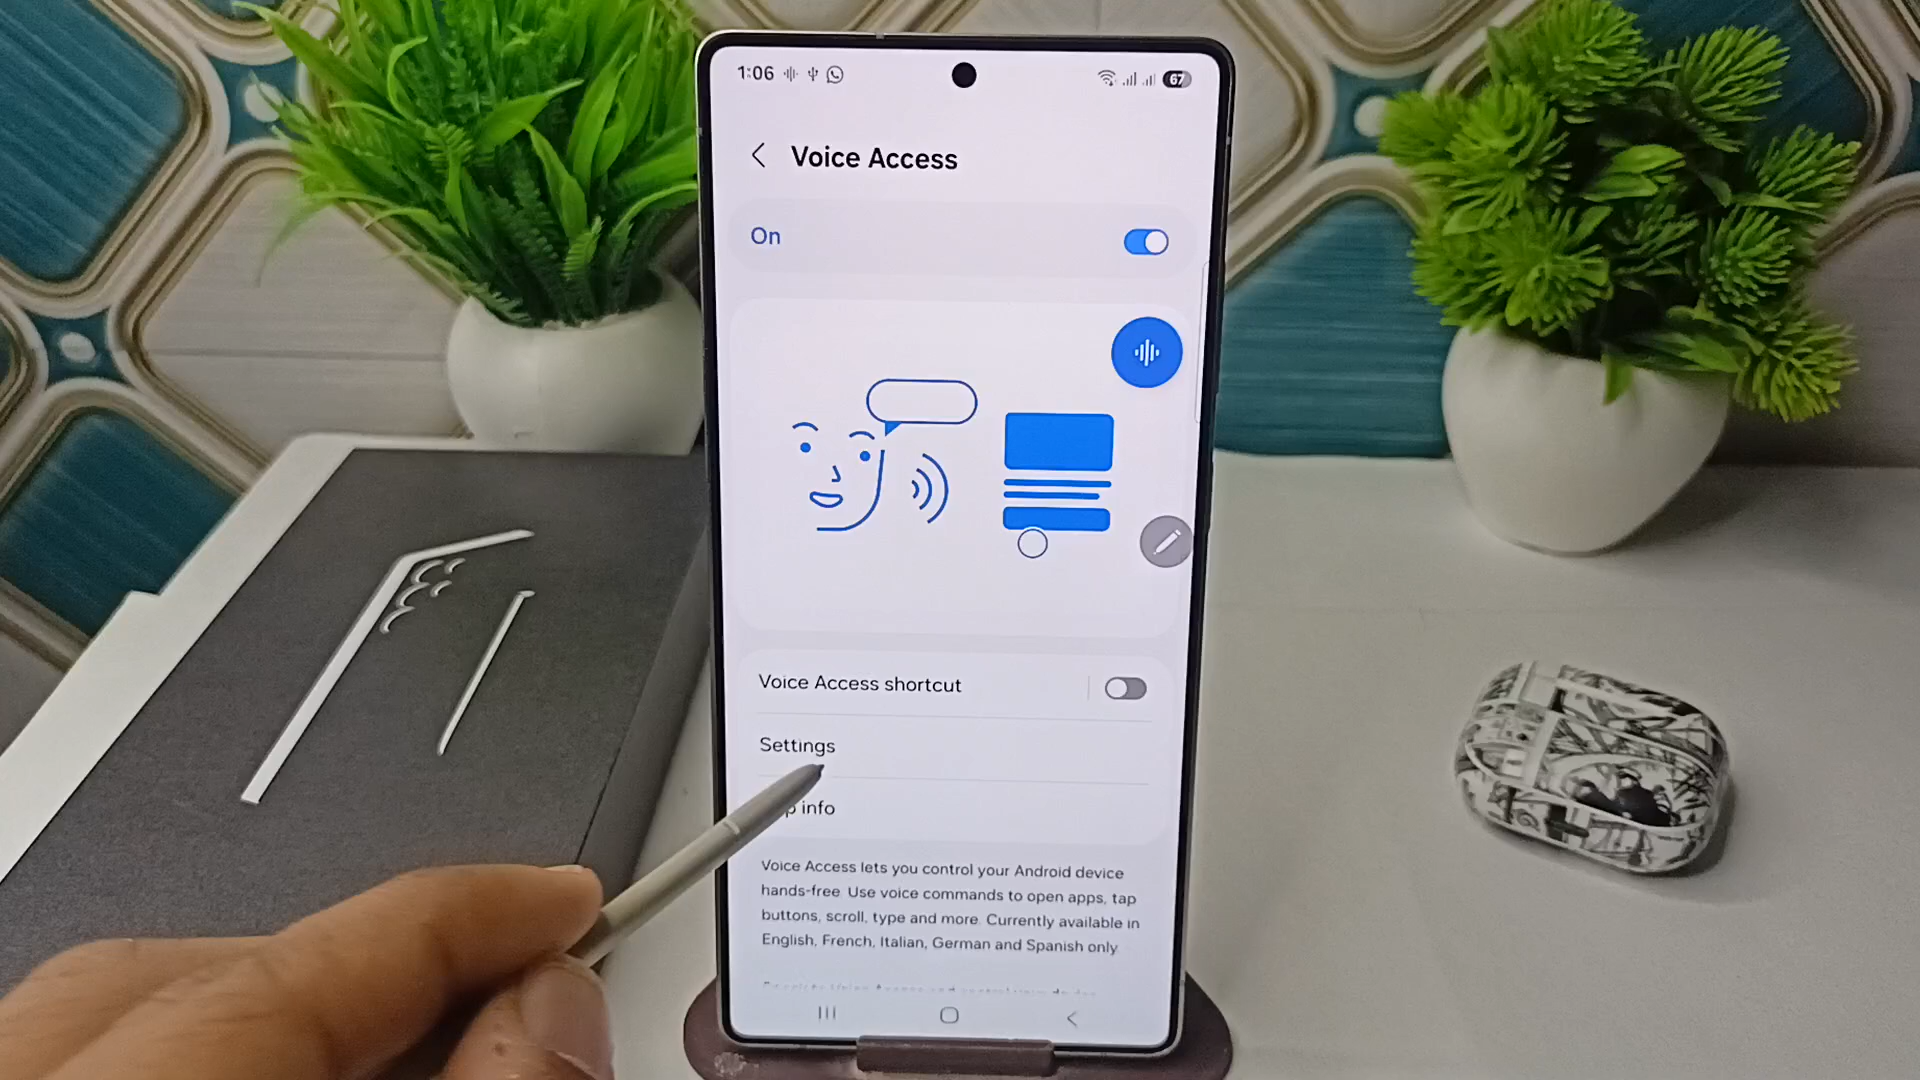 1:06
67
Voice Access
On
Voice Access shortcut
Settings
info
Voice Access lets you control your Android device
hands-free. Use voice commands to open apps, tap
buttons, scroll, type and more. Currently available in
English, French, Italian, German and Spanish only.